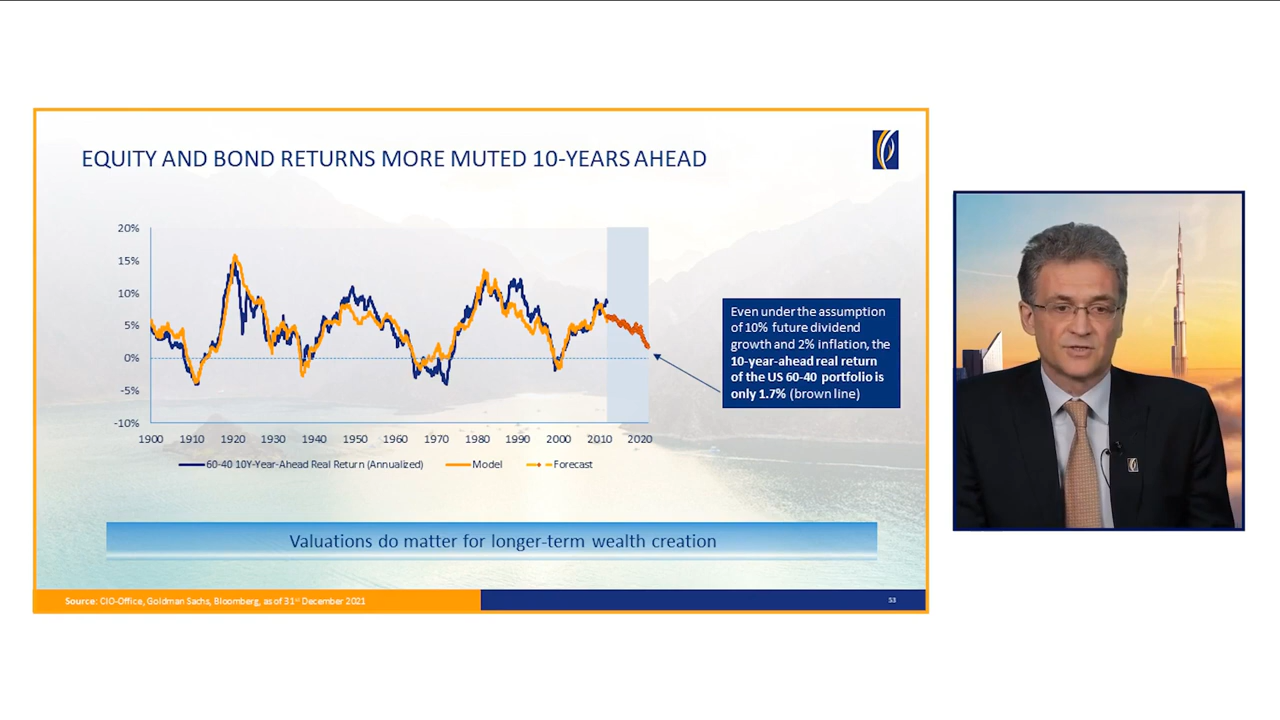 EQUITY AND BOND RETURNS MORE MUTED 10-YEARS AHEAD
20%
15%
10%
5%
0%
-5%
-10%
1900 1910 1920 1930 1940 1950 1960 1970 1980 1990 2000 2010 2020
60-40 10Y-Year-Ahead Real Return (Annualized) Model Forecast
Even under the assumption
of 10% future dividend
growth and 2% inflation, the
10-year-ahead real return
of the US 60-40 portfolio is
only 1.7% (brown line)
Valuations do matter for longer-term wealth creation
Source: CIO-Office, Goldman Sachs, Bloomberg, as of 31st December 2021
53